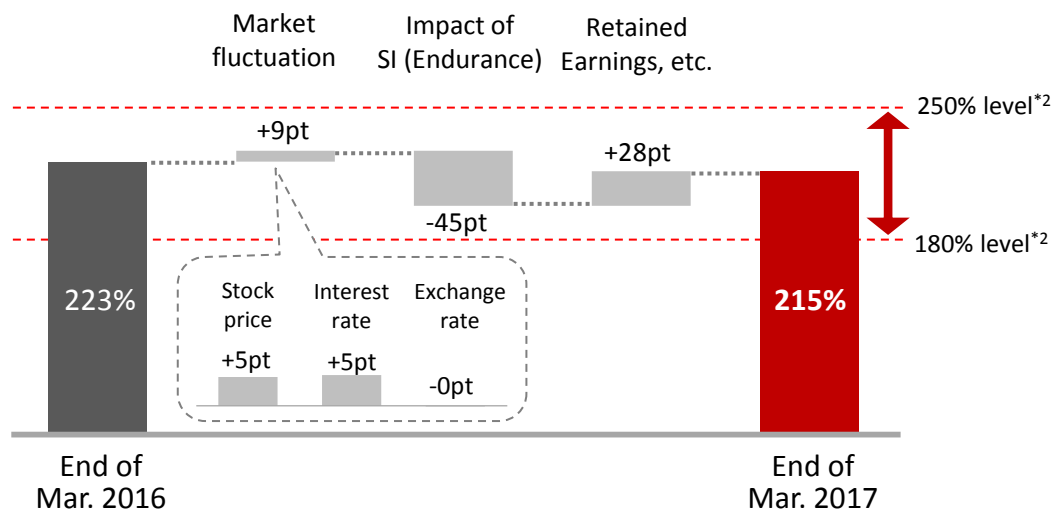 Market
fluctuation
Impact of
SI (Endurance)
Retained
Earnings, etc.
250% level*2
+9pt
+28pt
-45pt
180% level*2
223%
Stock
price
Interest
rate
Exchange
rate
215%
+5pt
+5pt
-0pt
End of
Mar. 2016
End of
Mar. 2017